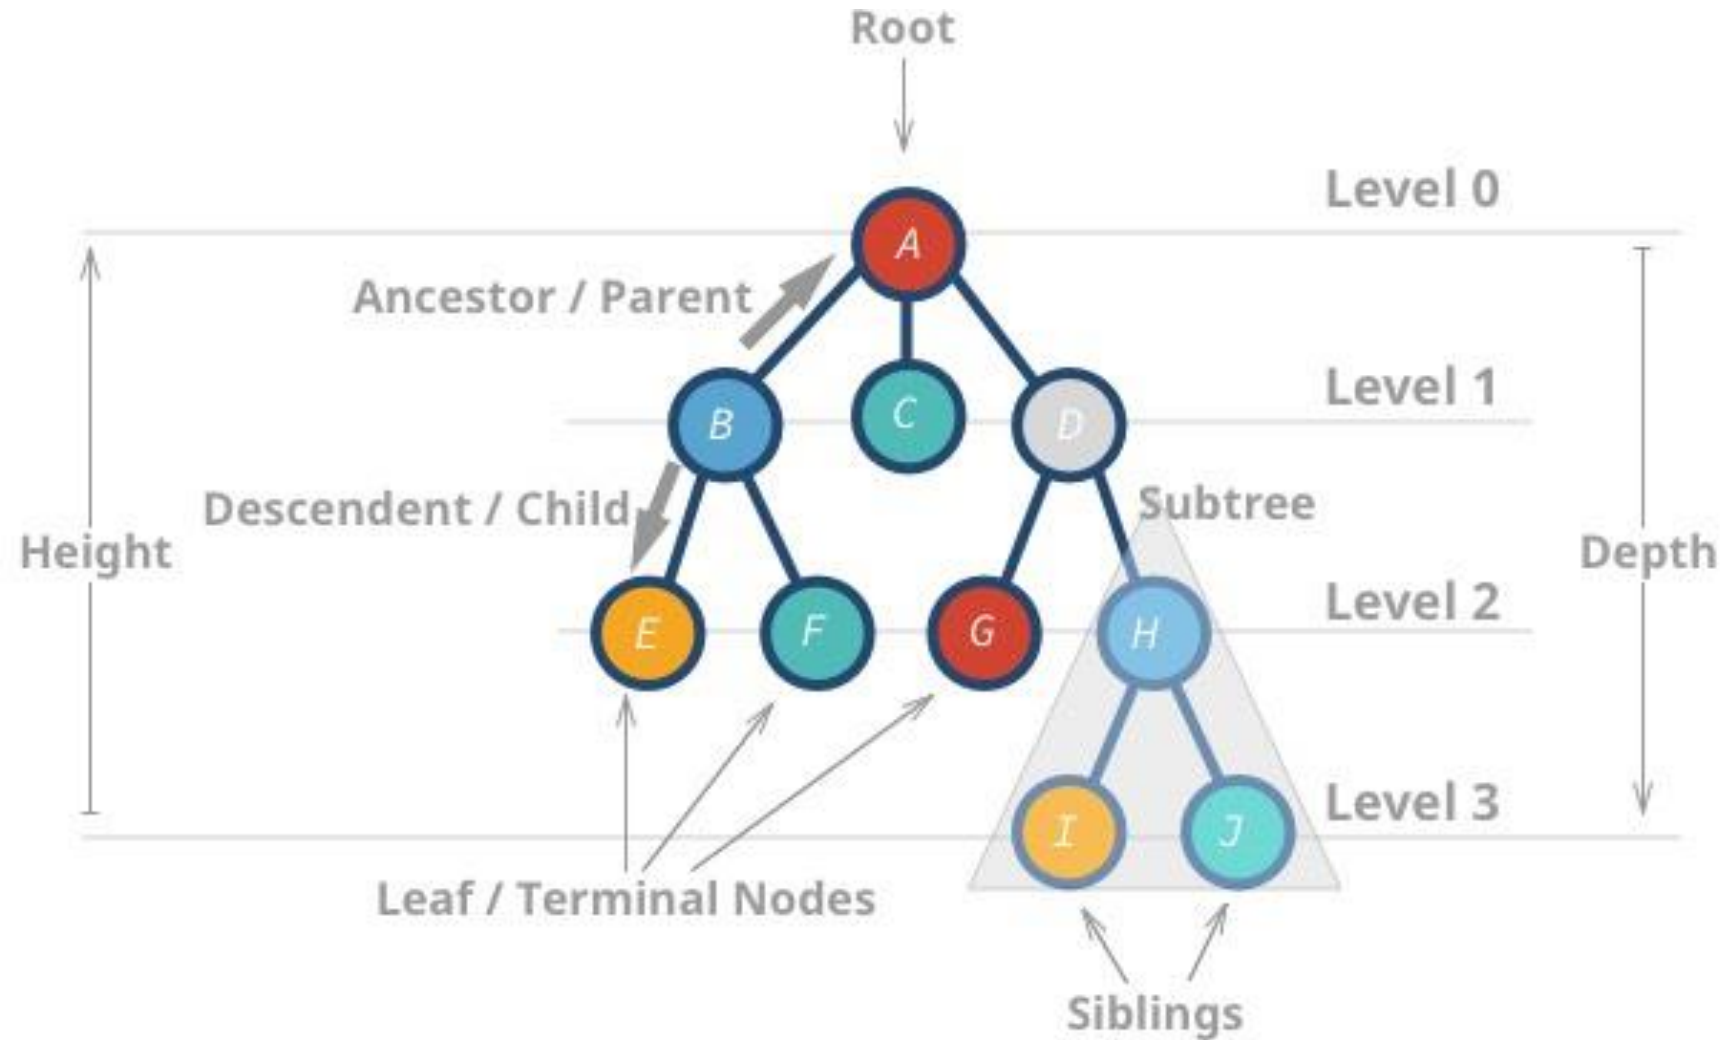 Root
Level 0
A
Ancestor / Parent
Level 1
B
C
D
Descendent / Child
Subtree
Height
Depth
Level 2
E
F
G
H
Level 3
I
J
Leaf / Terminal Nodes
Siblings